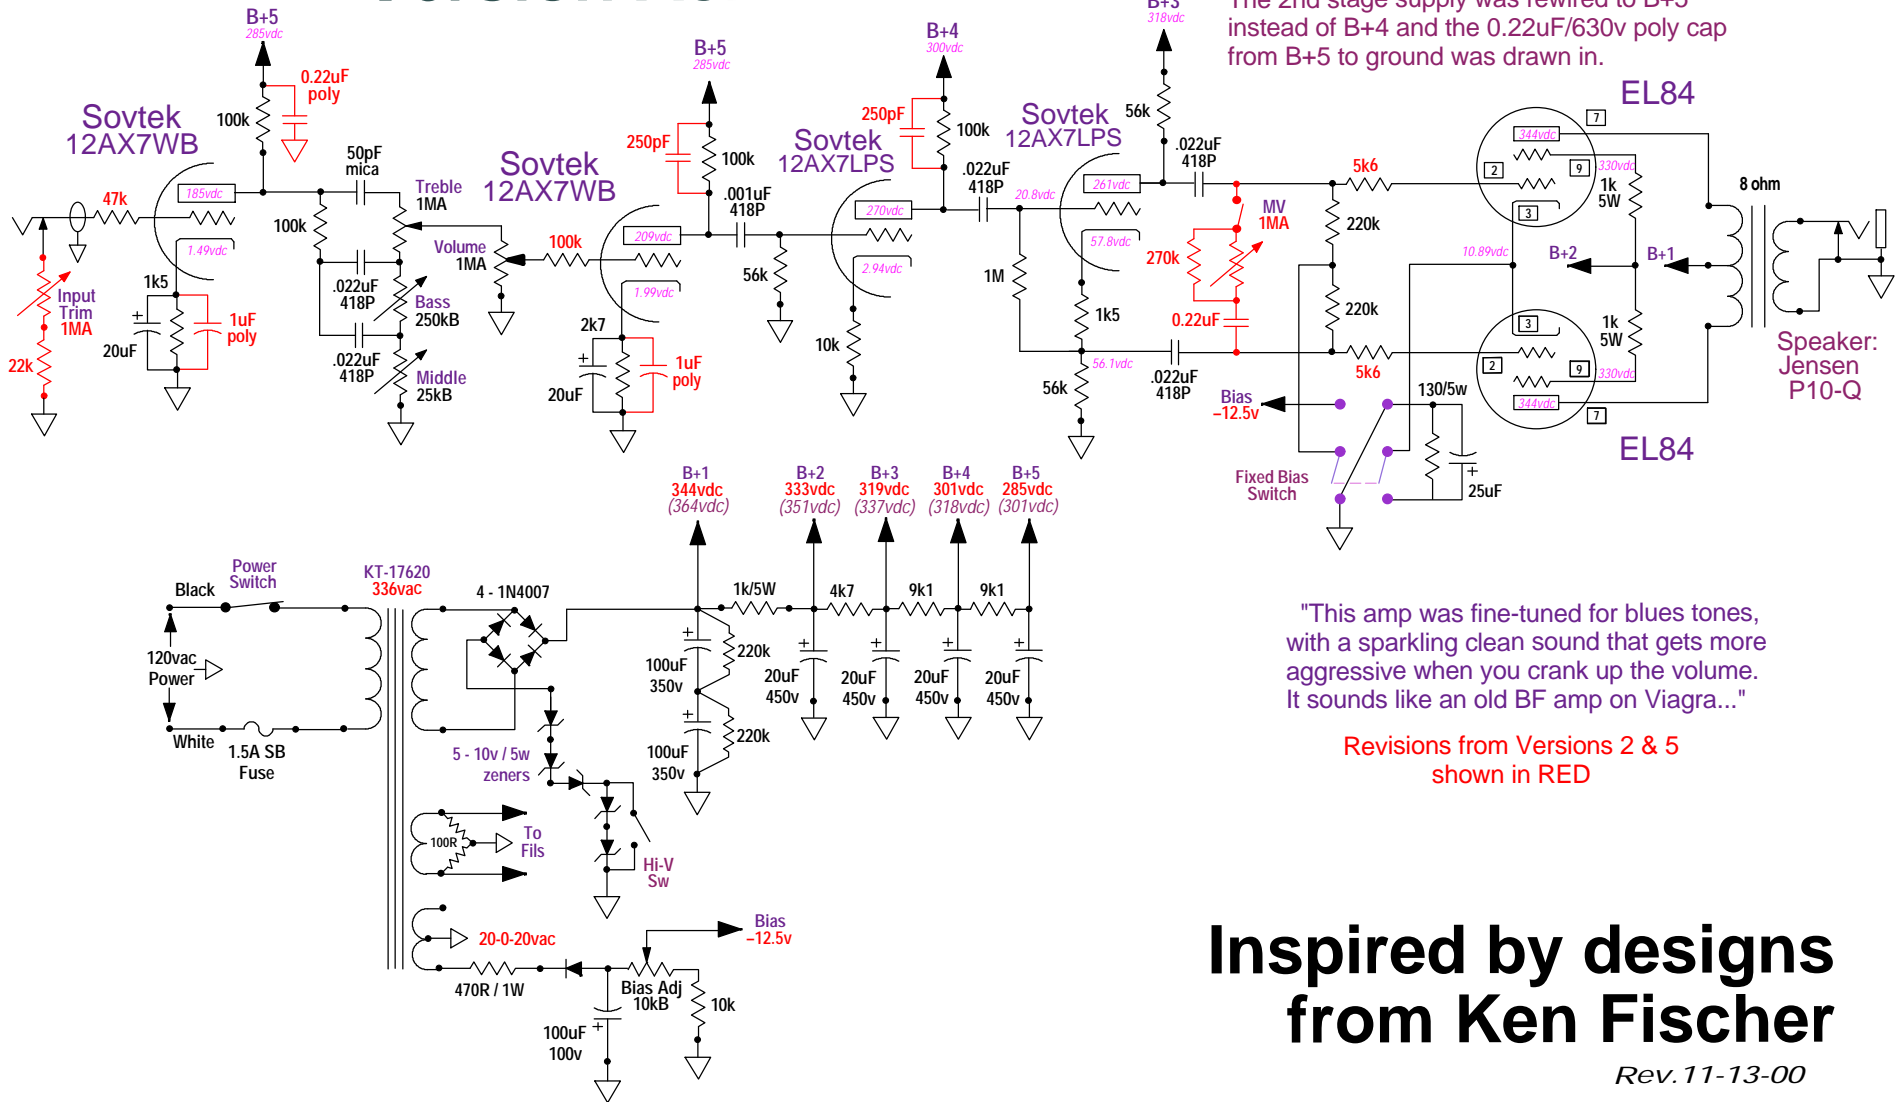 B+5
285vdc
0.22uF
poly
100k
Sovtek
12AX7WB
50pF
mica
185vdc
47k
1.49vdc
Input
Trim
1MA
22k
1k5
+
20uF
1uF
poly
100k
Treble
1MA
.022uF
418P
Bass
250kB
.022uF
418P
Middle
25kB
Volume
1MA
B+5
285vdc
250pF
100k
Sovtek
12AX7WB
100k
209vdc
1.99vdc
2k7
+
20uF
1uF
poly
.001uF
418P
56k
B+4
300vdc
250pF
100k
Sovtek
12AX7LPS
270vdc
2.94vdc
10k
.022uF
418P
1M
20.8vdc
B+3
318vdc
56k
Sovtek
12AX7LPS
261vdc
57.8vdc
1k5
56.1vdc
56k
.022uF
418P
.022uF
418P
The 2nd stage supply was rewired to B+5
instead of B+4 and the 0.22uF/630v poly cap
from B+5 to ground was drawn in.
MV
1MA
270k
0.22uF
220k
220k
5k6
5k6
EL84
7
344vdc
2
9
330vdc
3
10.89vdc
1k
5W
B+2
B+1
1k
5W
3
2
9
330vdc
344vdc
7
EL84
8 ohm
Speaker:
Jensen
P10-Q
Bias
–12.5v
Fixed Bias
Switch
130/5w
+
25uF
B+1
344vdc
(364vdc)
B+2
333vdc
(351vdc)
B+3
319vdc
(337vdc)
B+4
301vdc
(318vdc)
B+5
285vdc
(301vdc)
Black
Power
Switch
120vac
Power
White
1.5A SB
Fuse
KT-17620
336vac
4 - 1N4007
1k/5W
4k7
9k1
9k1
+
100uF
350v
220k
+
100uF
350v
220k
+
20uF
450v
+
20uF
450v
+
20uF
450v
+
20uF
450v
5 - 10v / 5w
zeners
Hi-V
Sw
100R
To
Fils
20-0-20vac
470R / 1W
Bias
–12.5v
Bias Adj
10kB
10k
100uF
100v
+
"This amp was fine-tuned for blues tones,
with a sparkling clean sound that gets more
aggressive when you crank up the volume.
It sounds like an old BF amp on Viagra..."
Revisions from Versions 2 & 5
shown in RED
Inspired by designs
from Ken Fischer
Rev.11-13-00